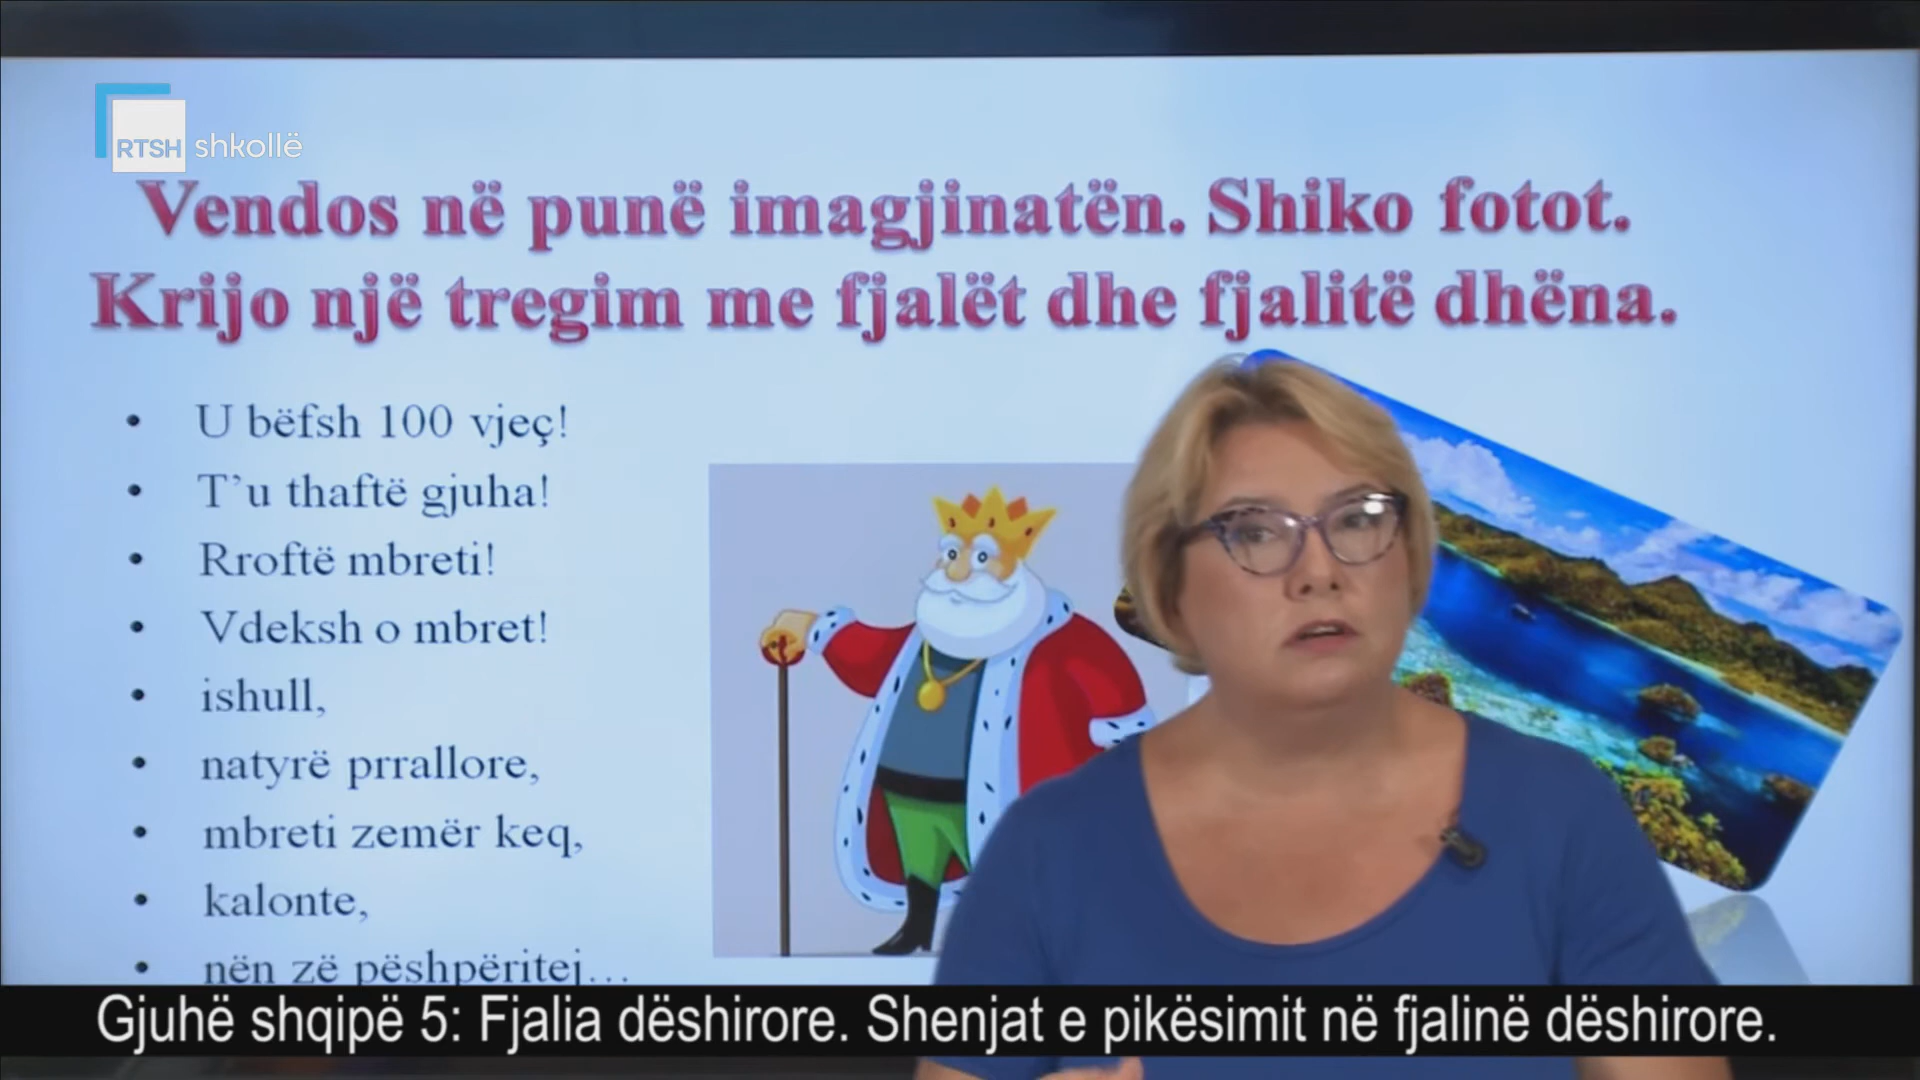 RTSH shkollë
Vendos në punë imagjinatën. Shiko fotot.
Krijo një tregim me fjalët dhe fjalitë dhëna.
• U bëfsh 100 vjeç!
• T’u thaftë gjuha!
• Rroftë mbreti!
• Vdeksh o mbret!
• ishull,
• natyrë prrallore,
• mbreti zemër keq,
• kalonte,
• nën zë pëshpëritej...
Gjuhë shqipë 5: Fjalia dëshirore. Shenjat e pikësimit në fjalinë dëshirore.